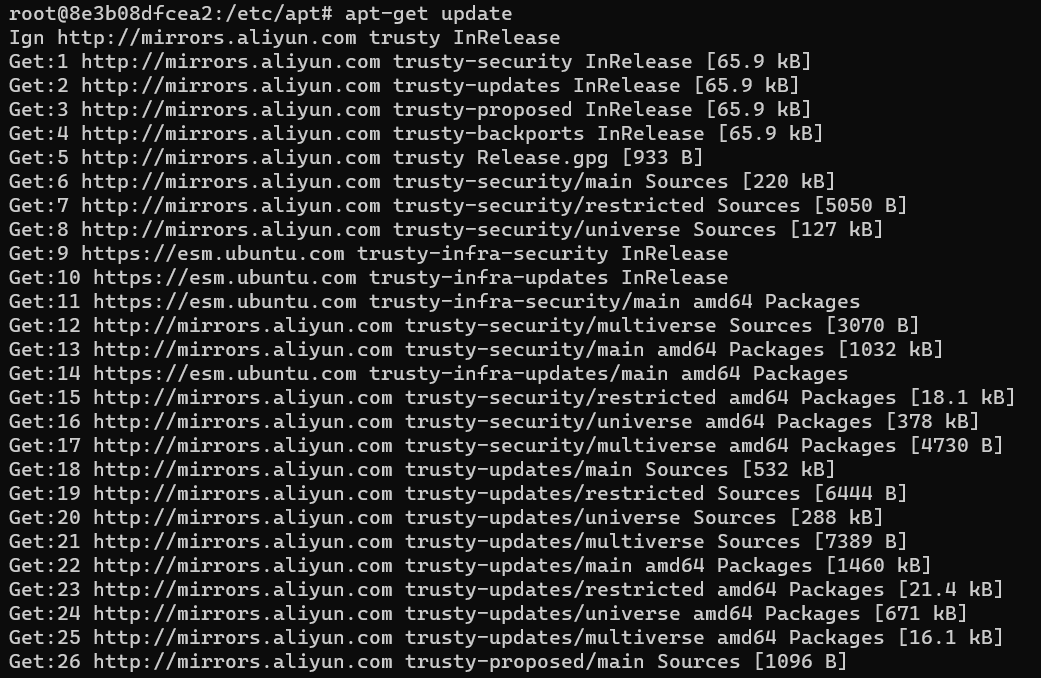 root@8e3b08dfcea2:/etc/apt# apt-get update
Ign http://mirrors.aliyun.com trusty InRelease
Get:1 http://mirrors.aliyun.com trusty-security InRelease [65.9 kB]
Get:2 http://mirrors.aliyun.com trusty-updates InRelease [65.9 kB]
Get:3 http://mirrors.aliyun.com trusty-proposed InRelease [65.9 kB]
Get:4 http://mirrors.aliyun.com trusty-backports InRelease [65.9 kB]
Get:5 http://mirrors.aliyun.com trusty Release.gpg [933 B]
Get:6 http://mirrors.aliyun.com trusty-security/main Sources [220 kB]
Get:7 http://mirrors.aliyun.com trusty-security/restricted Sources [5050 B]
Get:8 http://mirrors.aliyun.com trusty-security/universe Sources [127 kB]
Get:9 https://esm.ubuntu.com trusty-infra-security InRelease
Get:10 https://esm.ubuntu.com trusty-infra-updates InRelease
Get:11 https://esm.ubuntu.com trusty-infra-security/main amd64 Packages
Get:12 http://mirrors.aliyun.com trusty-security/multiverse Sources [3070 B]
Get:13 http://mirrors.aliyun.com trusty-security/main amd64 Packages [1032 kB]
Get:14 https://esm.ubuntu.com trusty-infra-updates/main amd64 Packages
Get:15 http://mirrors.aliyun.com trusty-security/restricted amd64 Packages [18.1 kB]
Get:16 http://mirrors.aliyun.com trusty-security/universe amd64 Packages [378 kB]
Get:17 http://mirrors.aliyun.com trusty-security/multiverse amd64 Packages [4730 B]
Get:18 http://mirrors.aliyun.com trusty-updates/main Sources [532 kB]
Get:19 http://mirrors.aliyun.com trusty-updates/restricted Sources [6444 B]
Get:20 http://mirrors.aliyun.com trusty-updates/universe Sources [288 kB]
Get:21 http://mirrors.aliyun.com trusty-updates/multiverse Sources [7389 B]
Get:22 http://mirrors.aliyun.com trusty-updates/main amd64 Packages [1460 kB]
Get:23 http://mirrors.aliyun.com trusty-updates/restricted amd64 Packages [21.4 kB]
Get:24 http://mirrors.aliyun.com trusty-updates/universe amd64 Packages [671 kB]
Get:25 http://mirrors.aliyun.com trusty-updates/multiverse amd64 Packages [16.1 kB]
Get:26 http://mirrors.aliyun.com trusty-proposed/main Sources [1096 B]